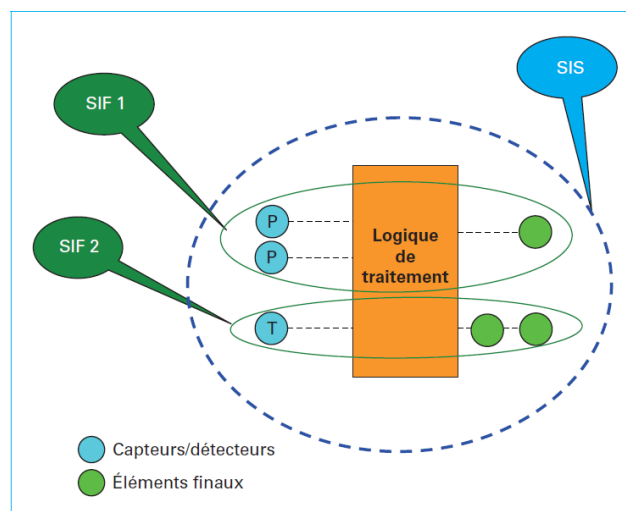 SIS
SIF 1
P
P
Logique
de
traitement
SIF 2
T
Capteurs/détecteurs
Éléments finaux